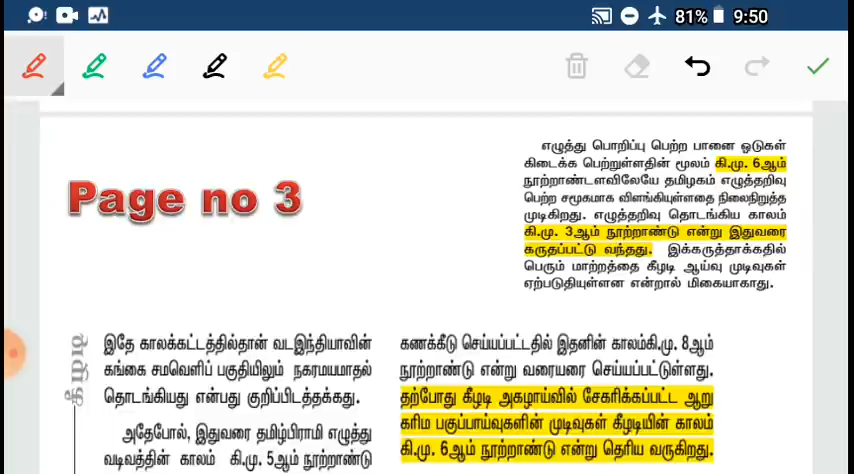 81% 9:50
எழுத்து பொறிப்பு பெற்ற பானை ஓடுகள்
கிடைக்க பெற்றுள்ளதின் மூலம் கி.மு. 6ஆம்
நூற்றாண்டளவிலேயே தமிழகம் எழுத்தறிவு
பெற்ற சமூகமாக விளங்கியுள்ளதை நிலைநிறுத்த
முடிகிறது. எழுத்தறிவு தொடங்கிய காலம்
கி.மு. 3ஆம் நூற்றாண்டு என்று இதுவரை
கருதப்பட்டு வந்தது. இக்கருத்தாக்கதில்
பெரும் மாற்றத்தை கீழடி ஆய்வு முடிவுகள்
ஏற்படுதியுள்ளன என்றால் மிகையாகாது.
Page no 3
இதே காலக்கட்டத்தில்தான் வடஇந்தியாவின்
கங்கை சமவெளிப் பகுதியிலும் நகரமயமாதல்
தொடங்கியது என்பது குறிப்பிடத்தக்கது.
அதேபோல், இதுவரை தமிழ்பிராமி எழுத்து
வடிவத்தின் காலம் கி.மு. 5ஆம் நூற்றாண்டு
கணக்கீடு செய்யப்பட்டதில் இதனின் காலம்கி.மு. 8ஆம்
நூற்றாண்டு என்று வரையரை செய்யப்பட்டுள்ளது.
தற்போது கீழடி அகழாய்வில் சேகரிக்கப்பட்ட ஆறு
கரிம பகுப்பாய்வுகளின் முடிவுகள் கீழடியின் காலம்
கி.மு. 6ஆம் நூற்றாண்டு என்று தெரிய வருகிறது.